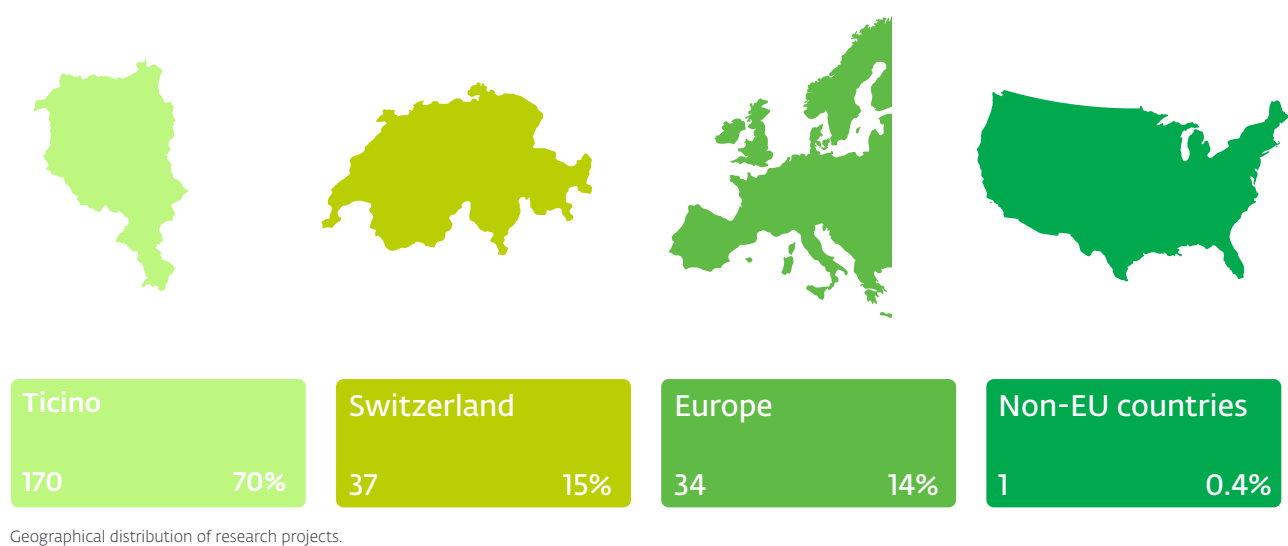 Ticino
170 70%
Switzerland
37 15%
Europe
34 14%
Non-EU countries
1 0.4%
Geographical distribution of research projects.